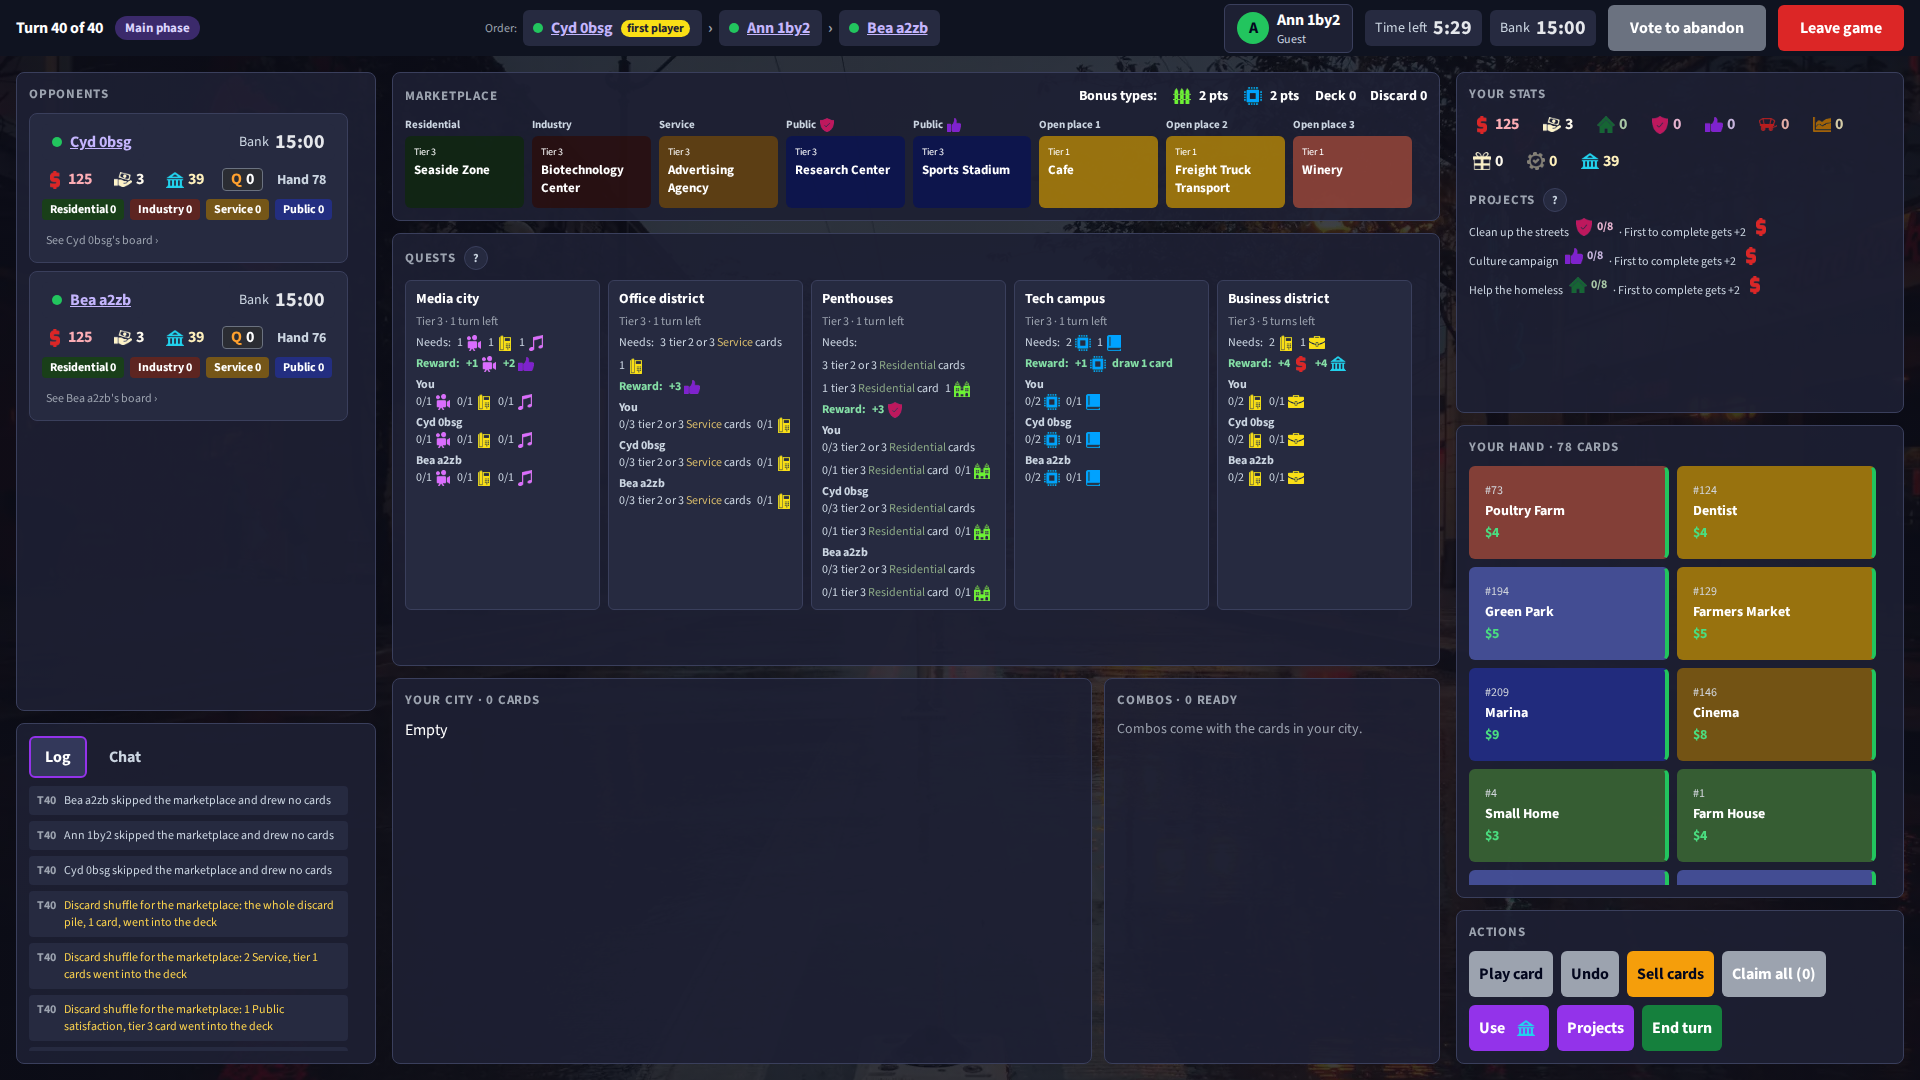 Turn 40 of 40
Main phase
Order:
Cyd 0bsg first player › Ann 1by2 › Bea a2zb
A
Ann 1by2
Guest
Time left 5:29
Bank 15:00
Vote to abandon
Leave game
OPPONENTS
Cyd 0bsg
Bank 15:00
125 3 39 Q 0 Hand 78
Residential 0 Industry 0 Service 0 Public 0
See Cyd 0bsg's board ›
Bea a2zb
Bank 15:00
125 3 39 Q 0 Hand 76
Residential 0 Industry 0 Service 0 Public 0
See Bea a2zb's board ›
Log
Chat
T40 Bea a2zb skipped the marketplace and drew no cards
T40 Ann 1by2 skipped the marketplace and drew no cards
T40 Cyd 0bsg skipped the marketplace and drew no cards
T40 Discard shuffle for the marketplace: the whole discard
pile, 1 card, went into the deck
T40 Discard shuffle for the marketplace: 2 Service, tier 1
cards went into the deck
T40 Discard shuffle for the marketplace: 1 Public
satisfaction, tier 3 card went into the deck
MARKETPLACE
Bonus types: 2 pts 2 pts Deck 0 Discard 0
Residential
Tier 3
Seaside Zone
Industry
Tier 3
Biotechnology
Center
Service
Tier 3
Advertising
Agency
Public
Tier 3
Research Center
Public
Tier 3
Sports Stadium
Open place 1
Tier 1
Cafe
Open place 2
Tier 1
Freight Truck
Transport
Open place 3
Tier 1
Winery
QUESTS ?
Media city
Tier 3 · 1 turn left
Needs: 1 1 1
Reward: +1 +2
You
0/1 0/1 0/1
Cyd 0bsg
0/1 0/1 0/1
Bea a2zb
0/1 0/1 0/1
Office district
Tier 3 · 1 turn left
Needs: 3 tier 2 or 3 Service cards
1
Reward: +3
You
0/3 tier 2 or 3 Service cards 0/1
Cyd 0bsg
0/3 tier 2 or 3 Service cards 0/1
Bea a2zb
0/3 tier 2 or 3 Service cards 0/1
Penthouses
Tier 3 · 1 turn left
Needs:
3 tier 2 or 3 Residential cards
1 tier 3 Residential card 1
Reward: +3
You
0/3 tier 2 or 3 Residential cards
0/1 tier 3 Residential card 0/1
Cyd 0bsg
0/3 tier 2 or 3 Residential cards
0/1 tier 3 Residential card 0/1
Bea a2zb
0/3 tier 2 or 3 Residential cards
0/1 tier 3 Residential card 0/1
Tech campus
Tier 3 · 1 turn left
Needs: 2 1
Reward: +1 draw 1 card
You
0/2 0/1
Cyd 0bsg
0/2 0/1
Bea a2zb
0/2 0/1
Business district
Tier 3 · 5 turns left
Needs: 2 1
Reward: +4 +4
You
0/2 0/1
Cyd 0bsg
0/2 0/1
Bea a2zb
0/2 0/1
YOUR CITY · 0 CARDS
Empty
COMBOS · 0 READY
Combos come with the cards in your city.
YOUR STATS
125 3 0 0 0 0 0
0 0 39
PROJECTS ?
Clean up the streets 0/8 · First to complete gets +2
Culture campaign 0/8 · First to complete gets +2
Help the homeless 0/8 · First to complete gets +2
YOUR HAND · 78 CARDS
#73
Poultry Farm
$4
#124
Dentist
$4
#194
Green Park
$5
#129
Farmers Market
$5
#209
Marina
$9
#146
Cinema
$8
#4
Small Home
$3
#1
Farm House
$4
ACTIONS
Play card
Undo
Sell cards
Claim all (0)
Use
Projects
End turn